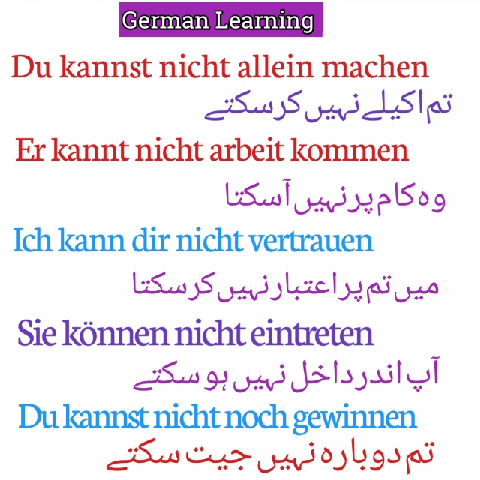 German Learning
Du kannst nicht allein machen
تم اکیلے نہیں کر سکتے
Er kannt nicht arbeit kommen
وہ کام پر نہیں آ سکتا
Ich kann dir nicht vertrauen
میں تم پر اعتبار نہیں کر سکتا
Sie können nicht eintreten
آپ اندر داخل نہیں ہو سکتے
Du kannst nicht noch gewinnen
تم دوبارہ نہیں جیت سکتے